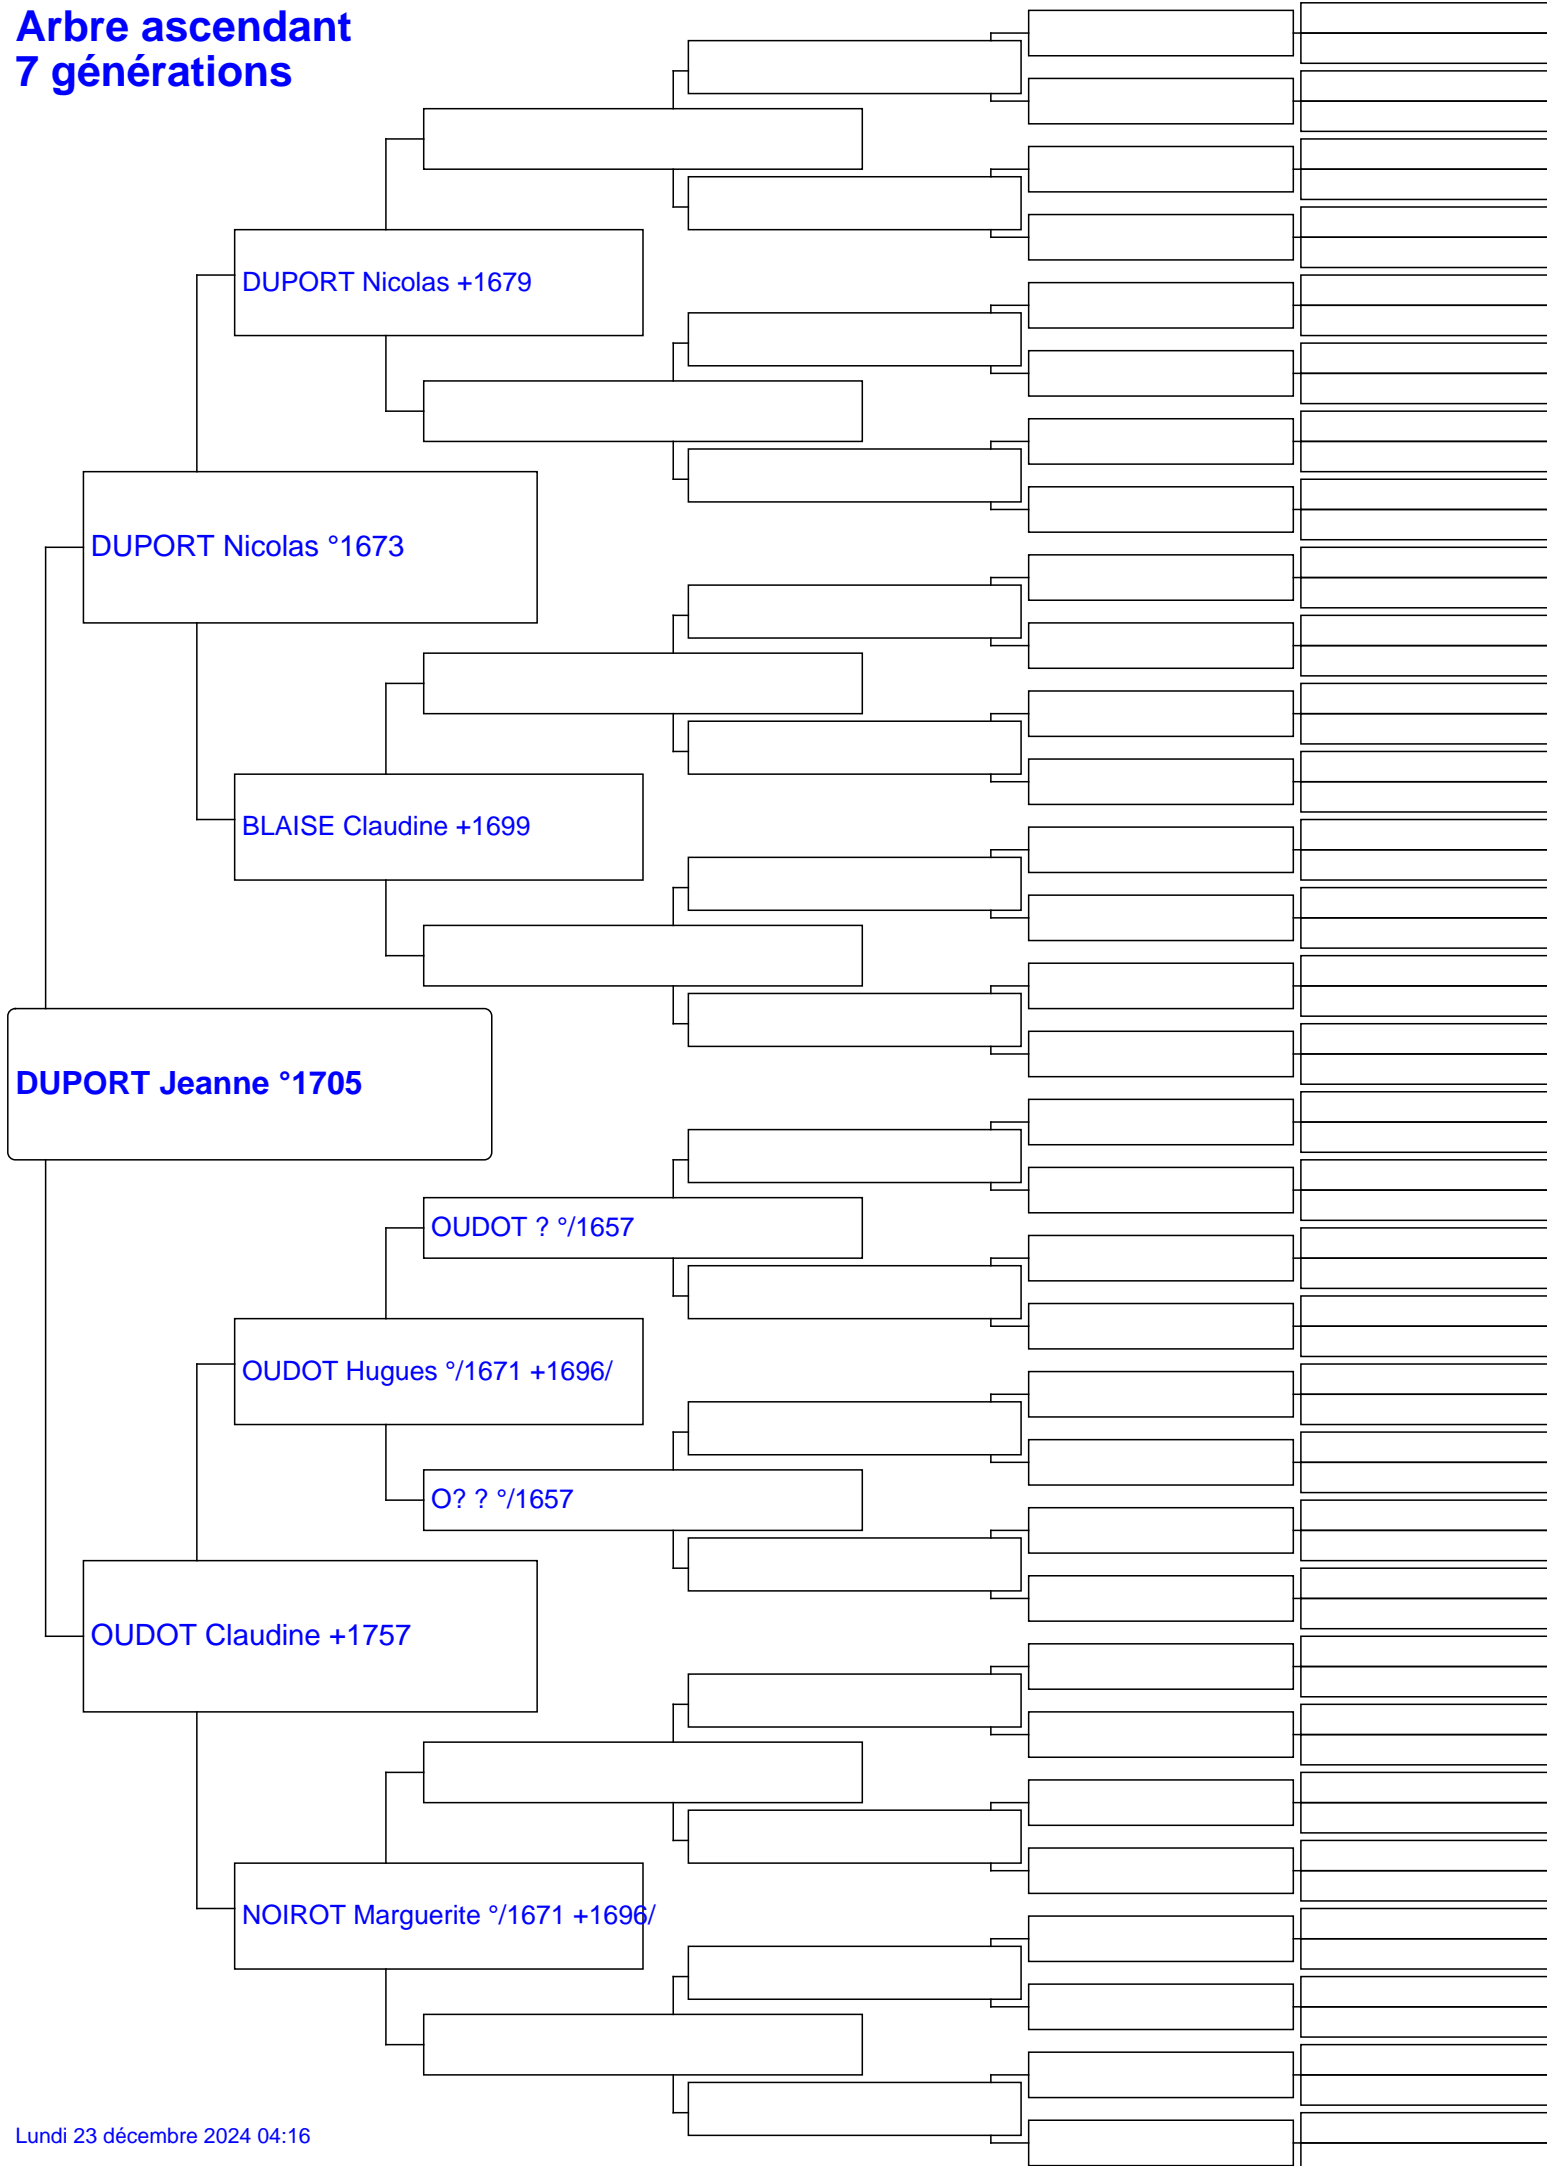 Arbre ascendant
7 générations
DUPORT Nicolas +1679
DUPORT Nicolas °1673
BLAISE Claudine +1699
DUPORT Jeanne °1705
OUDOT ? °/1657
OUDOT Hugues °/1671 +1696/
O? ? °/1657
OUDOT Claudine +1757
NOIROT Marguerite °/1671 +1696/
Lundi 23 décembre 2024 04:16